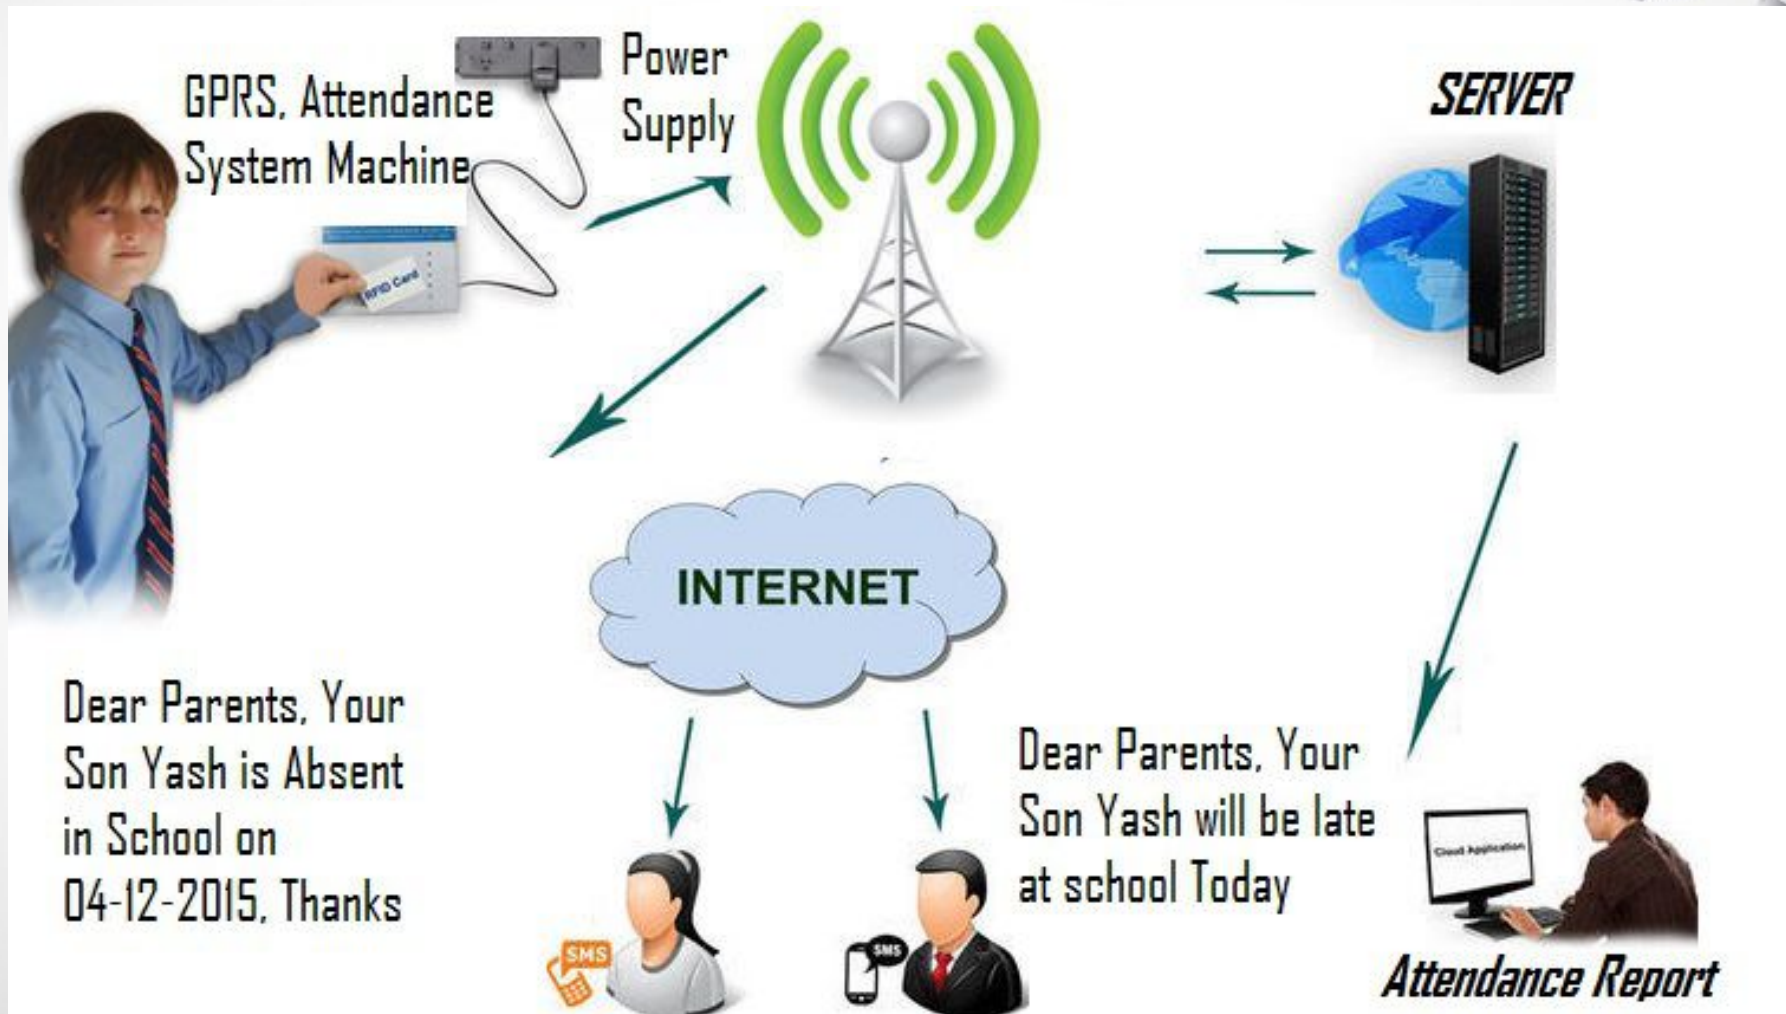 GPRS, Attendance
System Machine
Power
Supply
SERVER
RFID Card
INTERNET
Dear Parents, Your
Son Yash is Absent
in School on
04-12-2015, Thanks
Dear Parents, Your
Son Yash will be late
at school Today
Cloud Application
SMS
SMS
Attendance Report